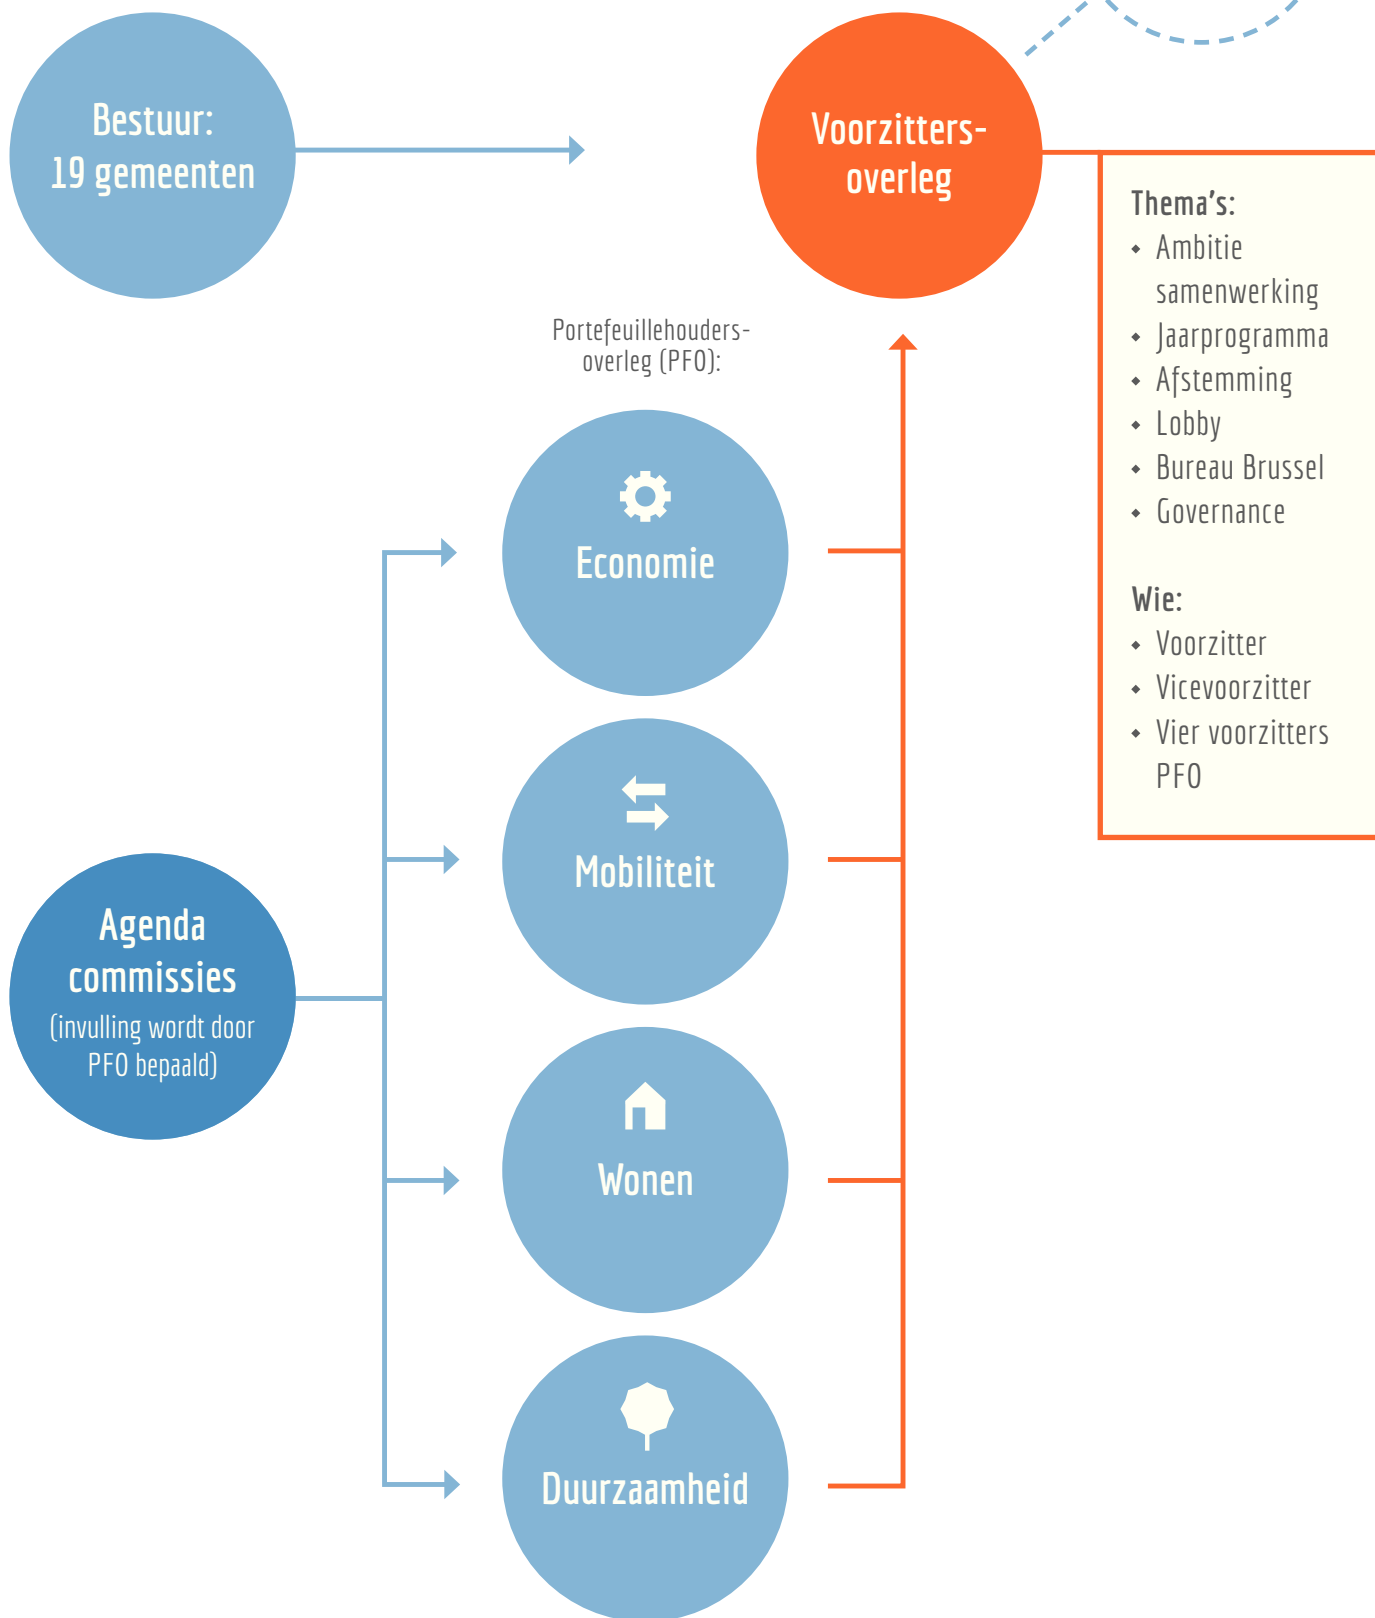 Bestuur:
19 gemeenten
Voorzitters-
overleg
Thema's:
• Ambitie
samenwerking
• Jaarprogramma
• Afstemming
• Lobby
• Bureau Brussel
• Governance
Wie:
• Voorzitter
• Vicevoorzitter
• Vier voorzitters
PFO
Portefeuillehouders-
overleg (PFO):
Economie
Mobiliteit
Agenda
commissies
(invulling wordt door
PFO bepaald)
Wonen
Duurzaamheid